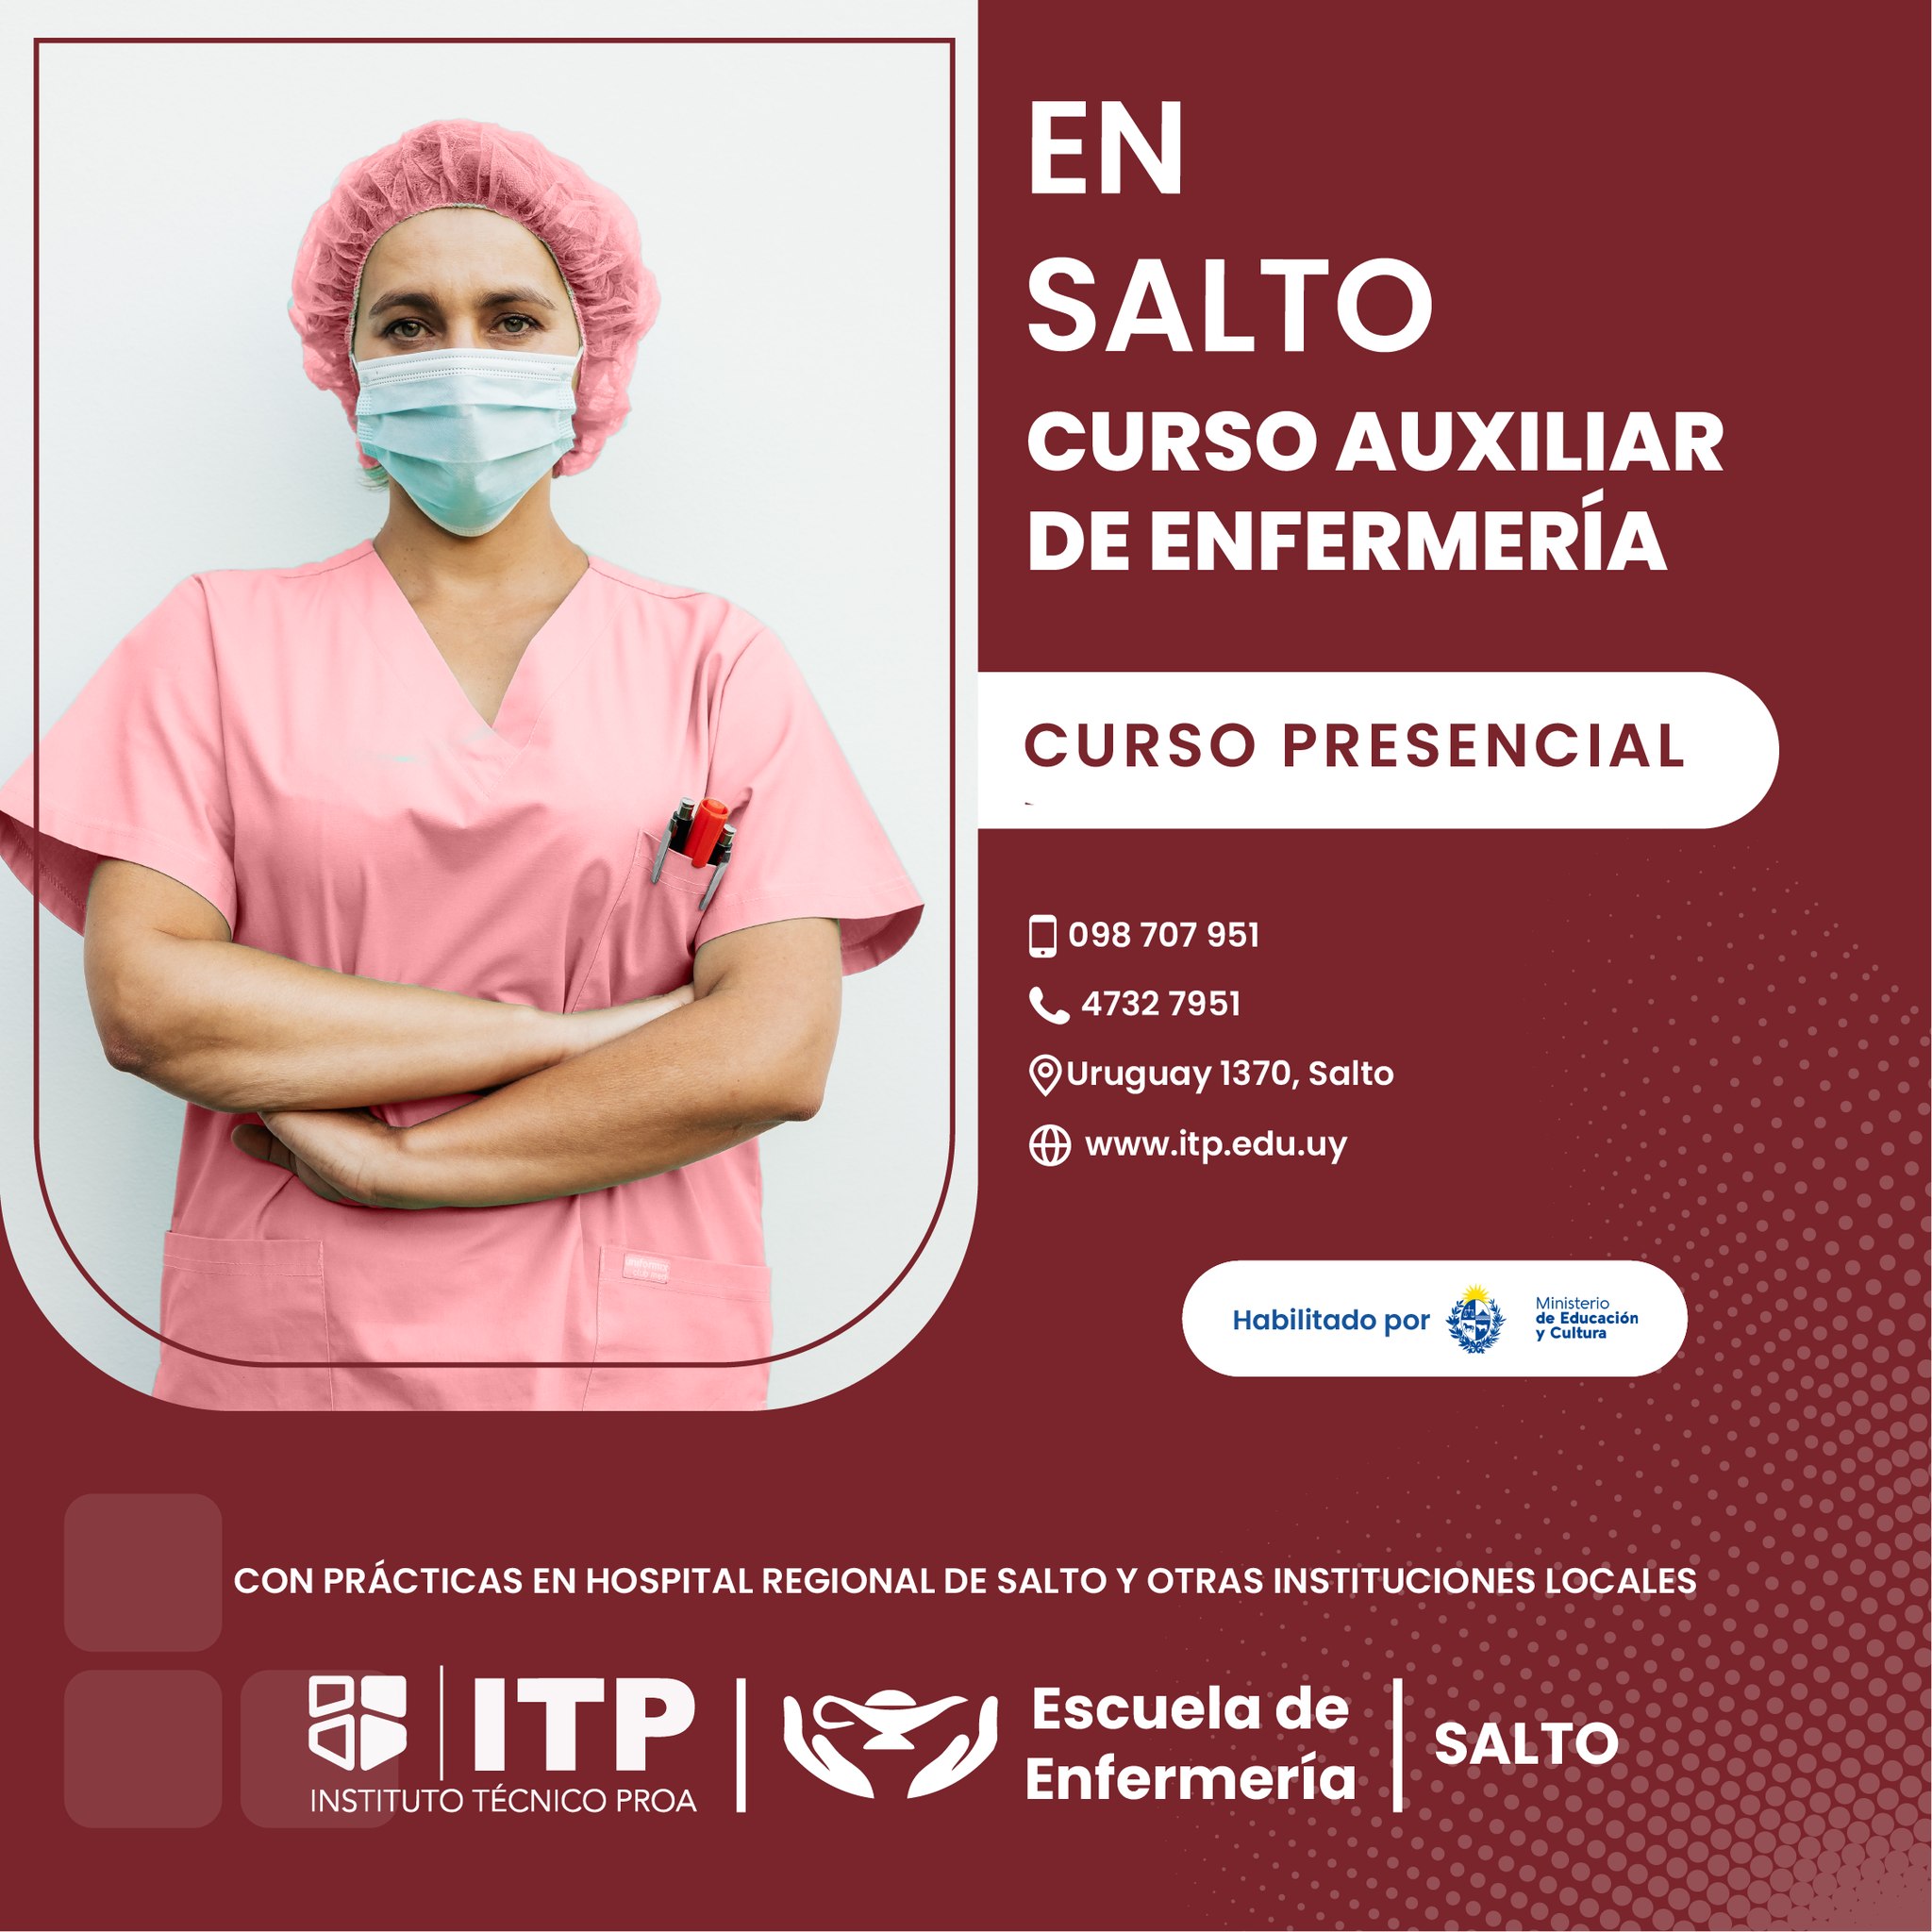 EN
SALTO
CURSO AUXILIAR
DE ENFERMERÍA
CURSO PRESENCIAL
098 707 951
4732 7951
Uruguay 1370, Salto
www.itp.edu.uy
Habilitado por
Ministerio
de Educación
y Cultura
CON PRÁCTICAS EN HOSPITAL REGIONAL DE SALTO Y OTRAS INSTITUCIONES LOCALES
ITP
INSTITUTO TÉCNICO PROA
Escuela de
Enfermería
SALTO